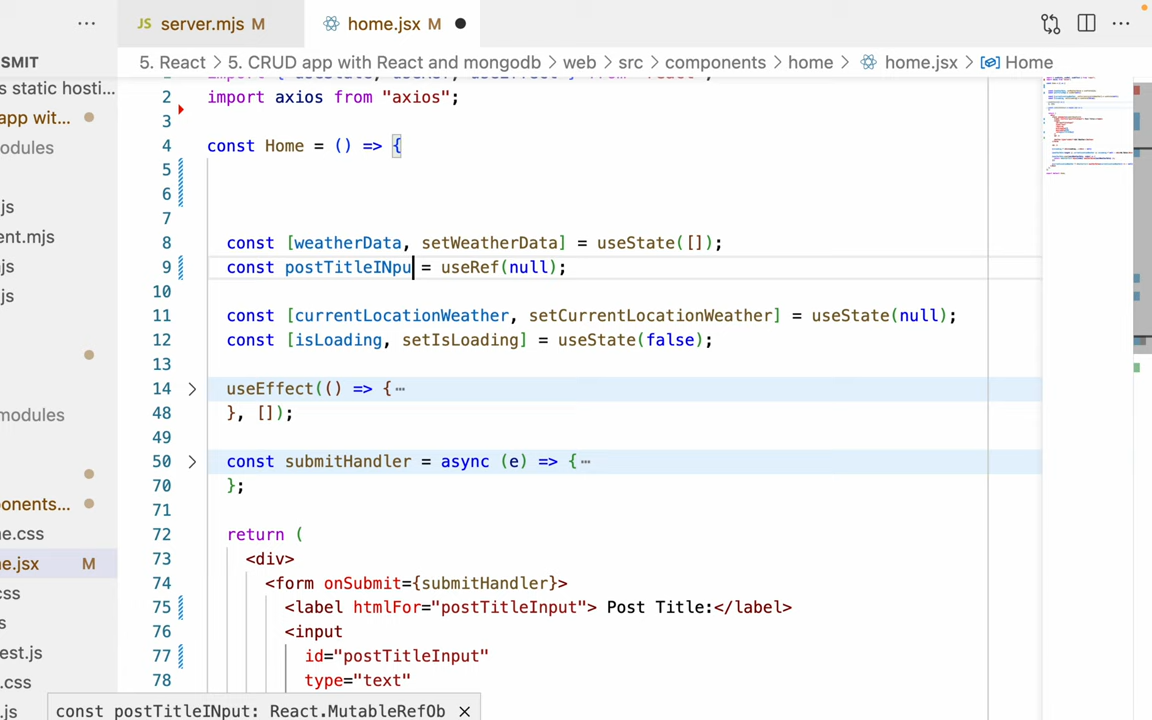 JS server.mjs M
home.jsx M
SMIT
5. React > 5. CRUD app with React and mongodb > web > src > components > home > home.jsx > Home
s static hosti...
app wit...
odules
js
ent.mjs
js
js
modules
onents...
e.css
e.jsx M
css
s
est.js
.css
.js
2 import axios from "axios";
3
4 const Home = () => {
5
6
7
8 const [weatherData, setWeatherData] = useState([]);
9 const postTitleINpu = useRef(null);
10
11 const [currentLocationWeather, setCurrentLocationWeather] = useState(null);
12 const [isLoading, setIsLoading] = useState(false);
13
14 useEffect(() => { ⋯
48 }, []);
49
50 const submitHandler = async (e) => { ⋯
70 };
71
72 return (
73 <div>
74 <form onSubmit={submitHandler}>
75 <label htmlFor="postTitleInput"> Post Title:</label>
76 <input
77 id="postTitleInput"
78 type="text"
const postTitleINput: React.MutableRefOb